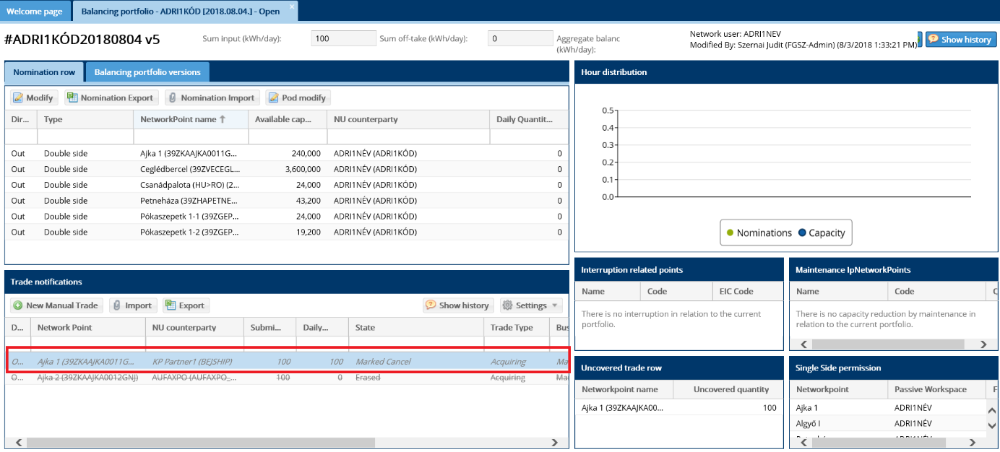 Welcome page
Balancing portfolio - ADRI1KÓD [2018.08.04.] - Open
#ADRI1KÓD20180804 v5
Sum input (kWh/day): 100 Sum off-take (kWh/day): 0 Aggregate balanc
(kWh/day):
Network user: ADRI1NEV
Modified By: Szernai Judit (FGSZ-Admin) (8/3/2018 1:33:21 PM)
Show history
Nomination row Balancing portfolio versions
Modify Nomination Export Nomination Import Pod modify
Dir... Type NetworkPoint name Available cap... NU counterparty Daily Quantit...
Out Double side Ajka 1 (39ZKAAJKA0011G... 240,000 ADRI1NÉV (ADRI1KÓD) 0
Out Double side Ceglédbercel (39ZVECEGL... 3,600,000 ADRI1NÉV (ADRI1KÓD) 0
Out Double side Csanádpalota (HU>RO) (2... 24,000 ADRI1NÉV (ADRI1KÓD) 0
Out Double side Petneháza (39ZHAPETNE... 43,200 ADRI1NÉV (ADRI1KÓD) 0
Out Double side Pókaszepetk 1-1 (39ZGEP... 24,000 ADRI1NÉV (ADRI1KÓD) 0
Out Double side Pókaszepetk 1-2 (39ZGEP... 19,200 ADRI1NÉV (ADRI1KÓD) 0
Hour distribution
0.5
0.4
0.3
0.2
0.1
0.0
Nominations Capacity
Trade notifications
New Manual Trade Import Export Show history Settings
D... Network Point NU counterparty Submi... Daily... State Trade Type Bus
O... Ajka 1 (39ZKAAJKA0011G... KP Partner1 (BEJSHIP) 100 100 Marked Cancel Acquiring Ma
O... Ajka 2 (39ZKAAJKA0012GNJ) AUFAXPO (AUFAXPO_... 100 0 Erased Acquiring Ma
Interruption related points
Name Code EIC Code
There is no interruption in relation to the current
portfolio.
Maintenance IpNetworkPoints
Name Code
There is no capacity reduction by maintenance in
relation to the current portfolio.
Uncovered trade row
Networkpoint name Uncovered quantity
Ajka 1 (39ZKAAJKA00... 100
Single Side permission
Networkpoint Passive Workspace F
Ajka 1 ADRI1NÉV
Algyő I ADRI1NÉV